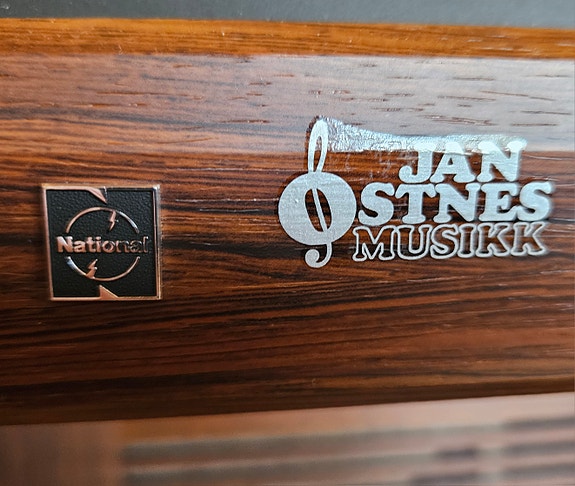 National
JAN
ØSTNES
MUSIKK